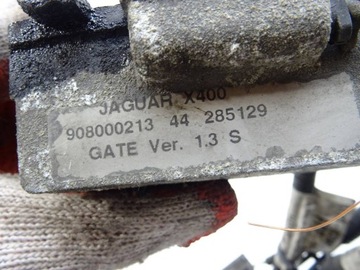 JAGUAR X400
908000213 44 285129
GATE Ver. 1.3 S